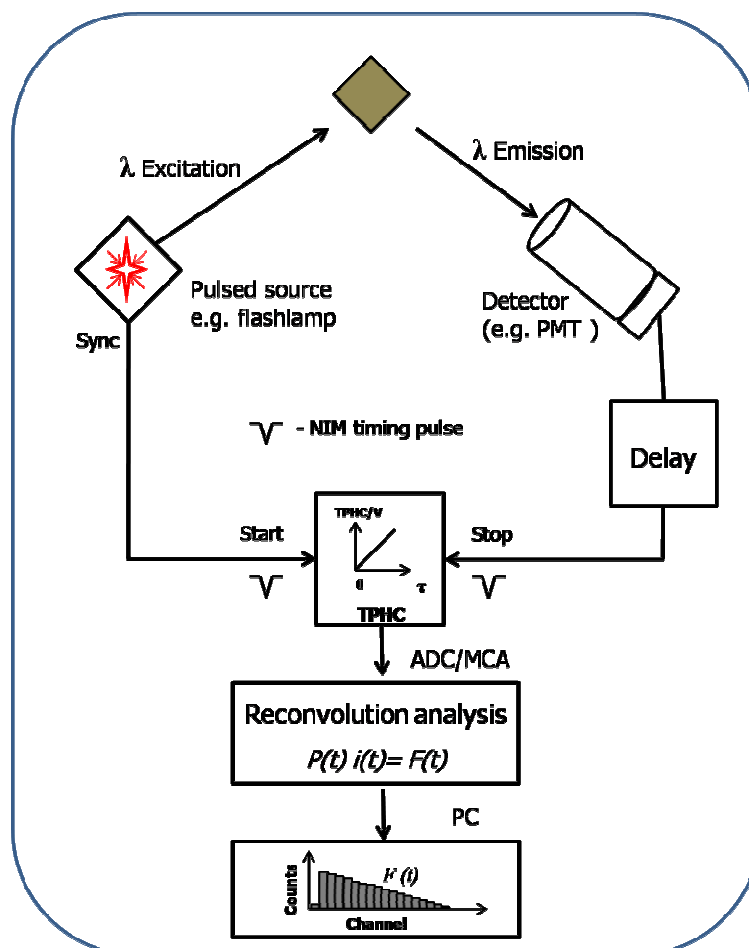 λ Excitation
λ Emission
Pulsed source
e.g. flashlamp
Sync
Detector
(e.g. PMT )
- NIM timing pulse
Delay
Start
Stop
TPHC/V
0
τ
TPHC
ADC/MCA
Reconvolution analysis
P(t) i(t)= F(t)
PC
Counts
F (t)
Channel